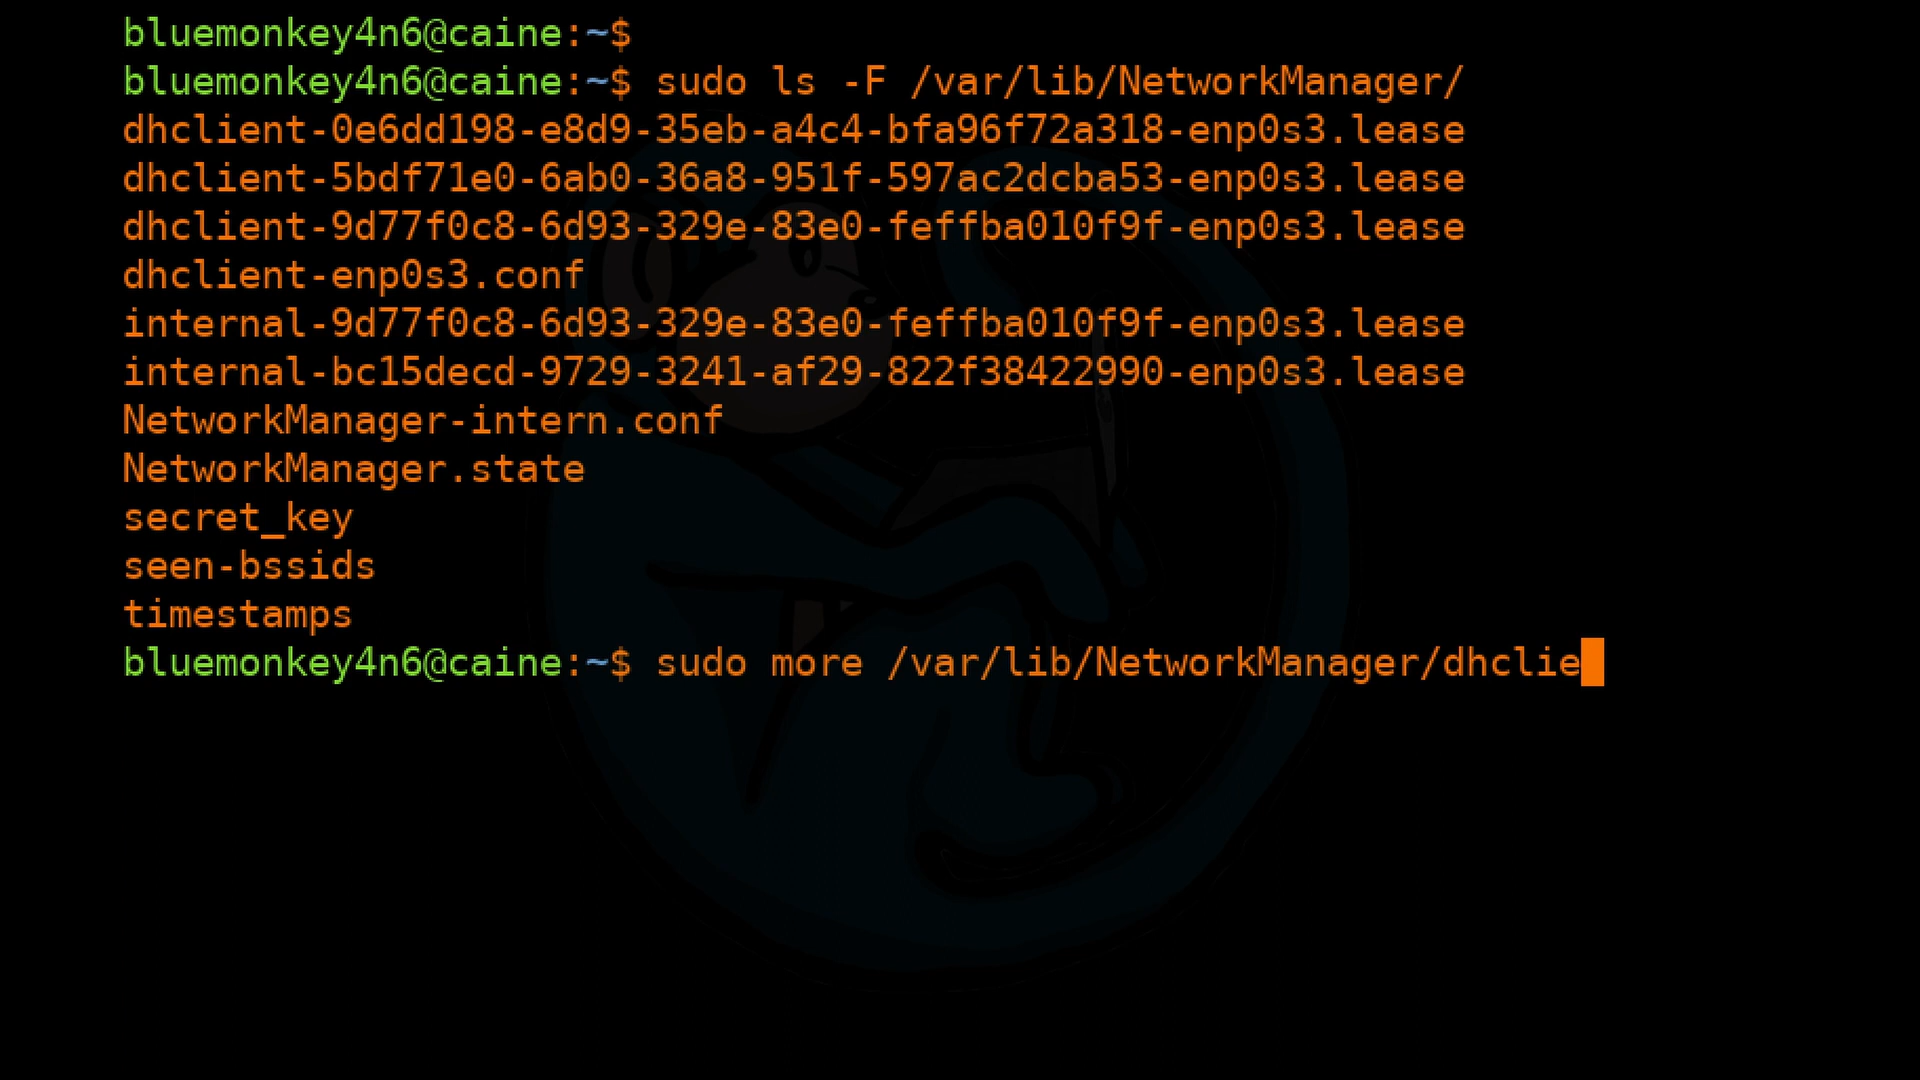 bluemonkey4n6@caine:~$
bluemonkey4n6@caine:~$ sudo ls -F /var/lib/NetworkManager/
dhclient-0e6dd198-e8d9-35eb-a4c4-bfa96f72a318-enp0s3.lease
dhclient-5bdf71e0-6ab0-36a8-951f-597ac2dcba53-enp0s3.lease
dhclient-9d77f0c8-6d93-329e-83e0-feffba010f9f-enp0s3.lease
dhclient-enp0s3.conf
internal-9d77f0c8-6d93-329e-83e0-feffba010f9f-enp0s3.lease
internal-bc15decd-9729-3241-af29-822f38422990-enp0s3.lease
NetworkManager-intern.conf
NetworkManager.state
secret_key
seen-bssids
timestamps
bluemonkey4n6@caine:~$ sudo more /var/lib/NetworkManager/dhclie